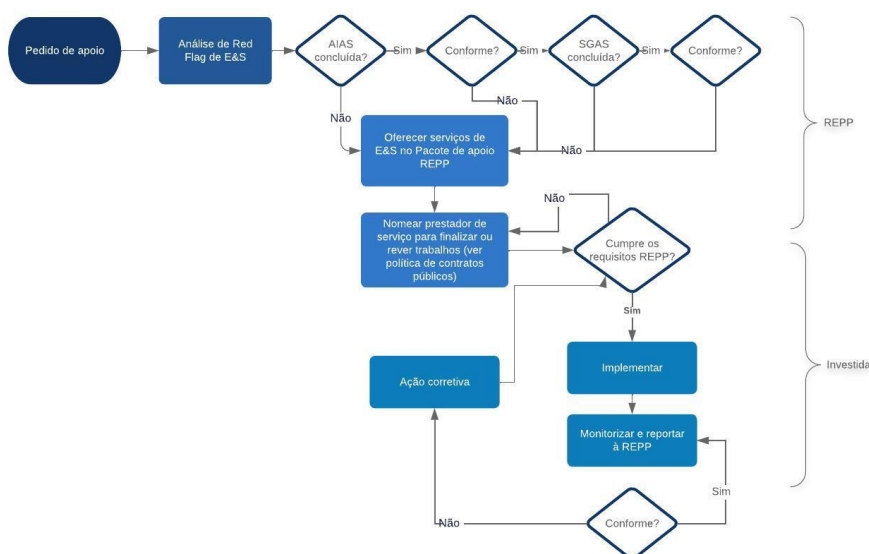 Pedido de apoio
Análise de Red
Flag de E&S
AIAS
concluída?
Sim
Conforme?
Sim
SGAS
concluída?
Sim
Conforme?
Não
Não
Não
Oferecer serviços de
E&S no Pacote de apoio
REPP
REPP
Nomear prestador de
serviço para finalizar ou
rever trabalhos (ver
política de contratos
públicos)
Não
Cumpre os
requisitos REPP?
Sim
Implementar
Investida
Ação corretiva
Monitorizar e reportar
à REPP
Sim
Conforme?
Não